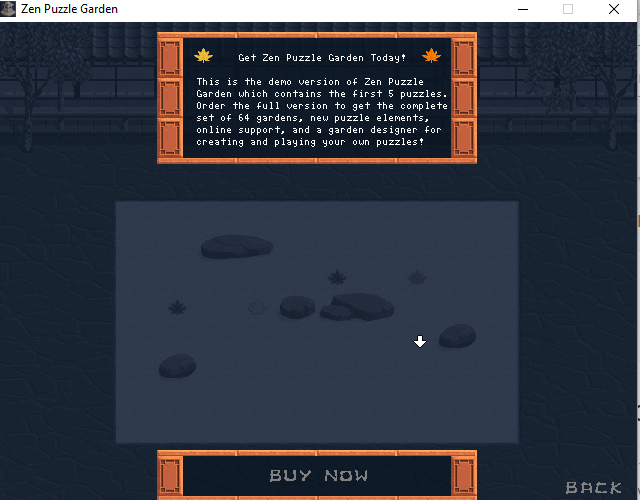 Zen Puzzle Garden
Get Zen Puzzle Garden Today!
This is the demo version of Zen Puzzle
Garden which contains the first 5 puzzles.
Order the full version to get the complete
set of 64 gardens, new puzzle elements,
online support, and a garden designer for
creating and playing your own puzzles!
BUY NOW
BACK